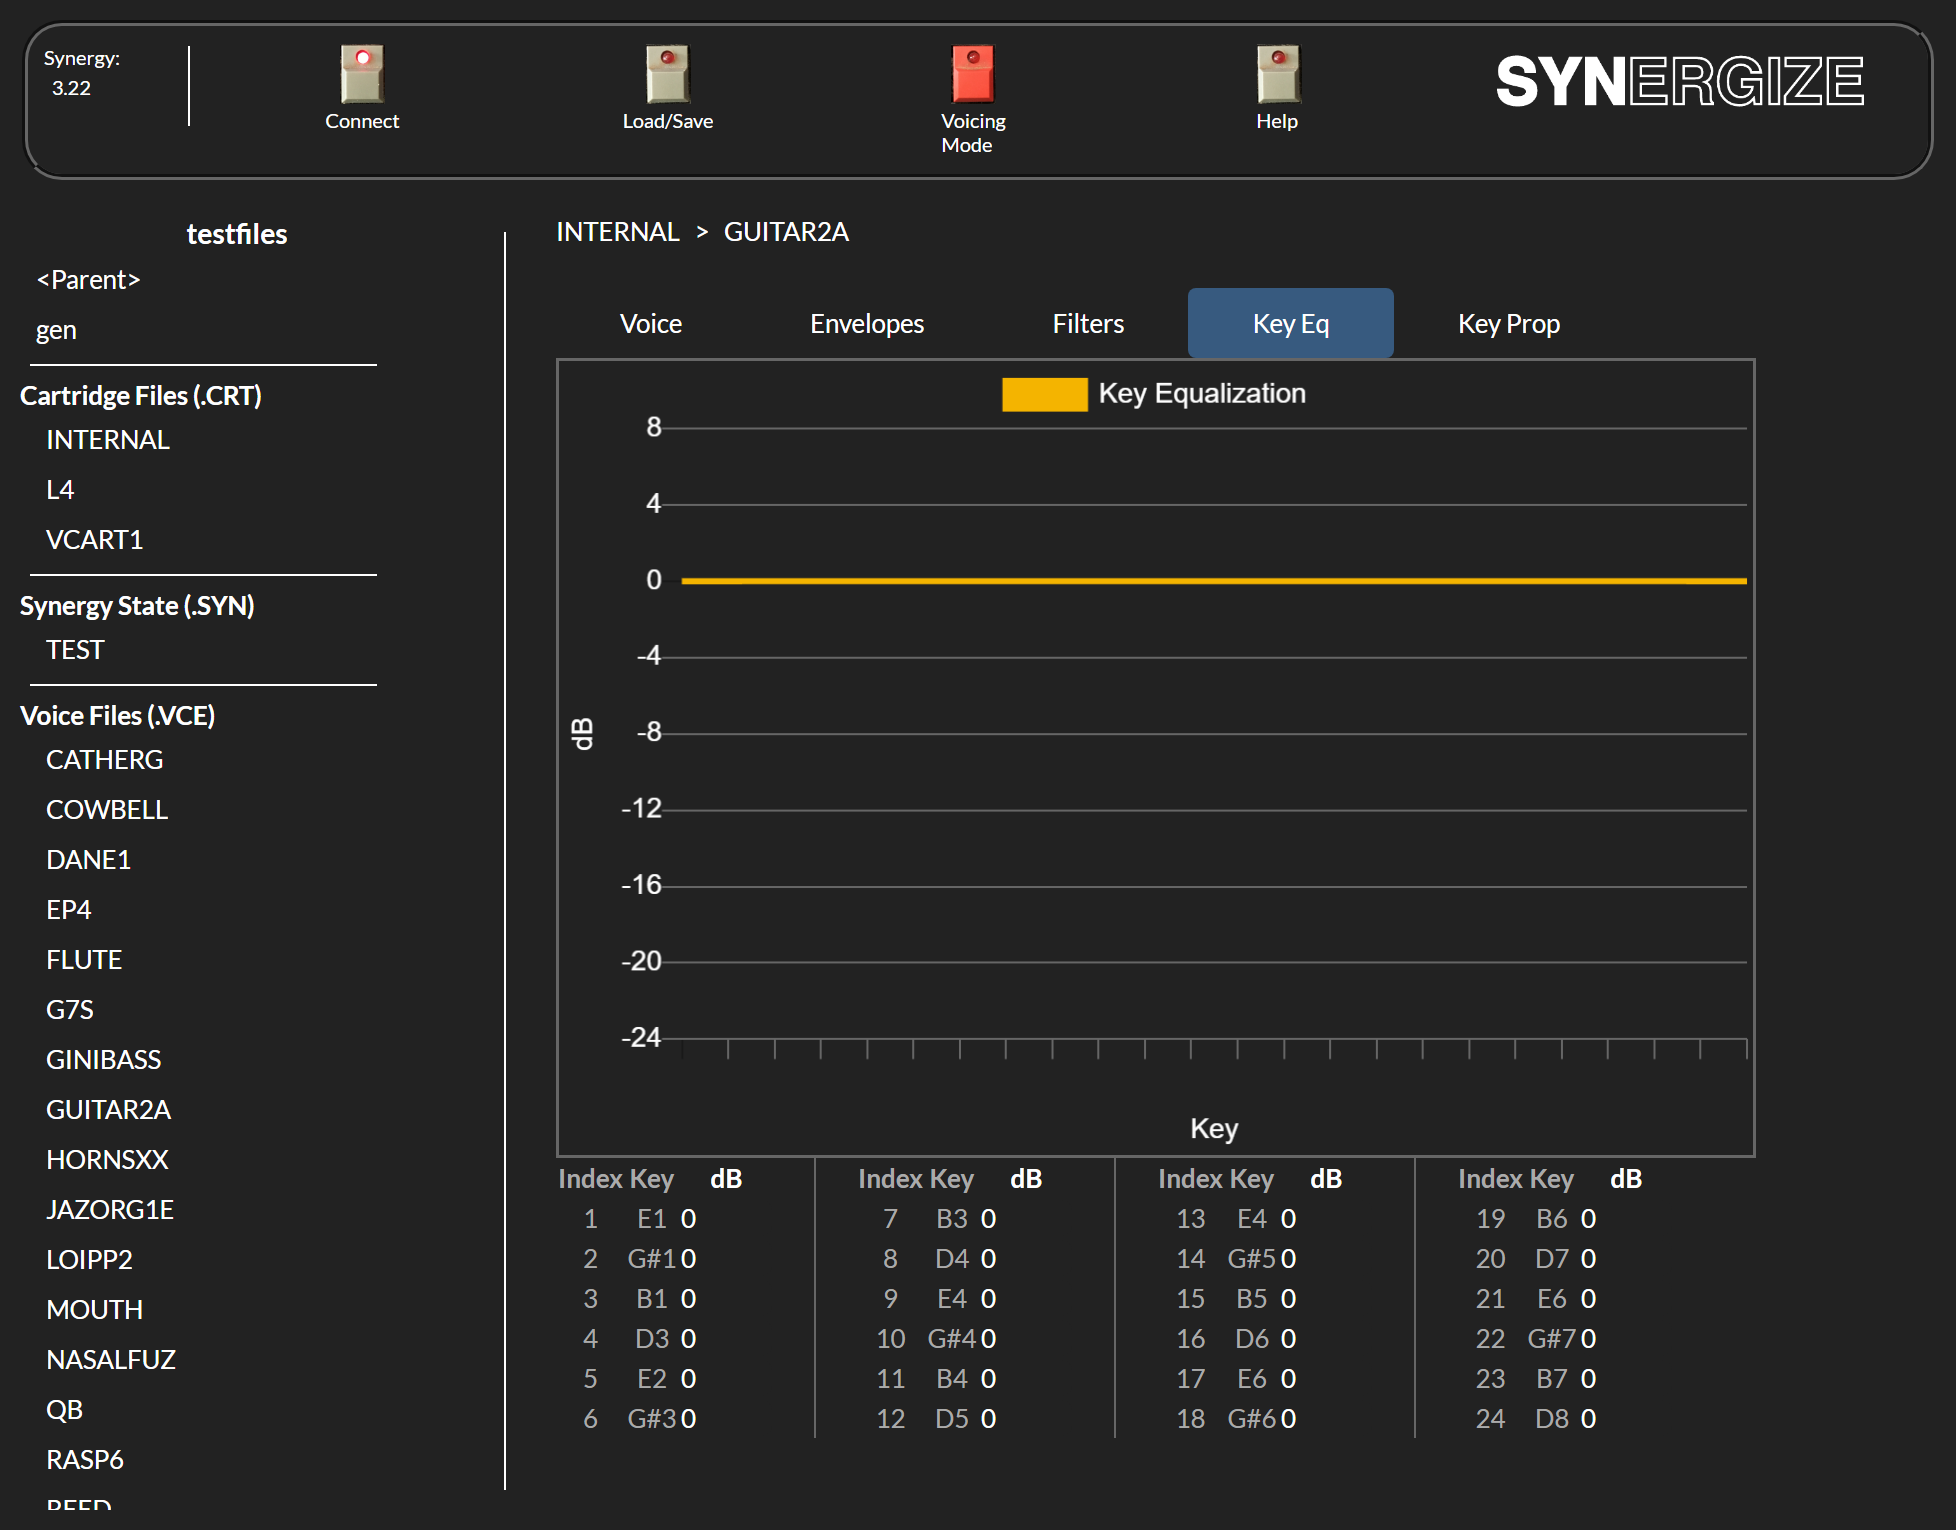 Synergy:
3.22
Connect
Load/Save
Voicing
Mode
Help
SYNERGIZE
testfiles
<Parent>
gen
Cartridge Files (.CRT)
INTERNAL
L4
VCART1
Synergy State (.SYN)
TEST
Voice Files (.VCE)
CATHERG
COWBELL
DANE1
EP4
FLUTE
G7S
GINIBASS
GUITAR2A
HORNSXX
JAZORG1E
LOIPP2
MOUTH
NASALFUZ
QB
RASP6
REED
INTERNAL > GUITAR2A
Voice Envelopes Filters Key Eq Key Prop
Key Equalization
8
4
0
-4
-8
-12
-16
-20
-24
dB
Key
Index Key dB Index Key dB Index Key dB Index Key dB
1 E1 0 7 B3 0 13 E4 0 19 B6 0
2 G#1 0 8 D4 0 14 G#5 0 20 D7 0
3 B1 0 9 E4 0 15 B5 0 21 E6 0
4 D3 0 10 G#4 0 16 D6 0 22 G#7 0
5 E2 0 11 B4 0 17 E6 0 23 B7 0
6 G#3 0 12 D5 0 18 G#6 0 24 D8 0